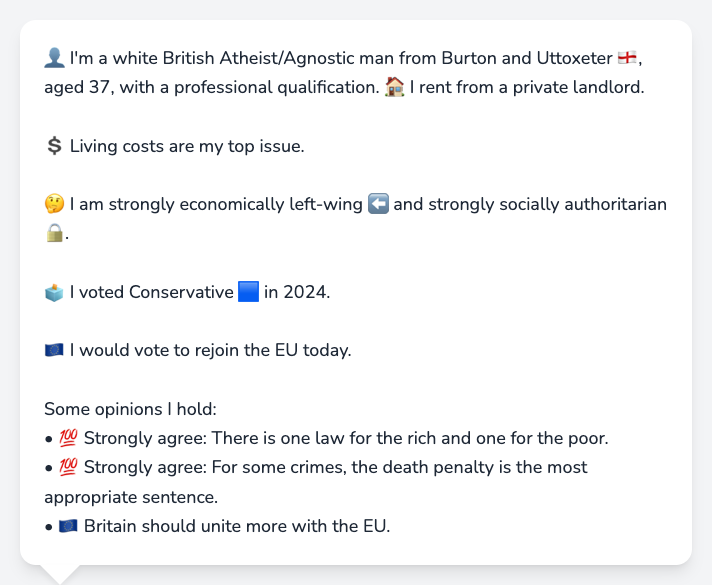 👤 I'm a white British Atheist/Agnostic man from Burton and Uttoxeter 🏴󠁧󠁢󠁥󠁮󠁧󠁿,
aged 37, with a professional qualification. 🏠 I rent from a private landlord.
💲 Living costs are my top issue.
🤔 I am strongly economically left-wing ⬅️ and strongly socially authoritarian
🔒.
🗳️ I voted Conservative 🟦 in 2024.
🇪🇺 I would vote to rejoin the EU today.
Some opinions I hold:
• 💯 Strongly agree: There is one law for the rich and one for the poor.
• 💯 Strongly agree: For some crimes, the death penalty is the most
appropriate sentence.
• 🇪🇺 Britain should unite more with the EU.